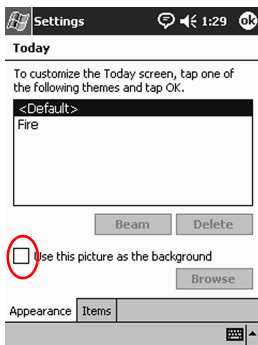 Settings 1:29 ok
Today
To customize the Today screen, tap one of
the following themes and tap OK.
<Default>
Fire
Beam Delete
Use this picture as the background
Browse
Appearance Items